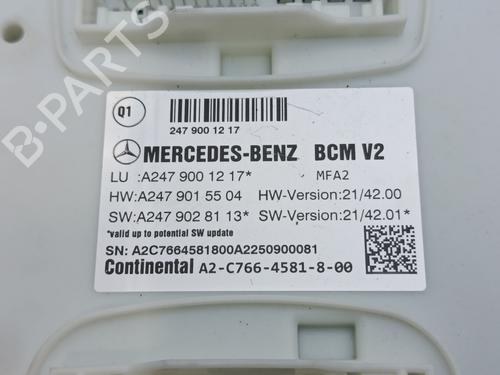 Q1
247 900 12 17
MERCEDES-BENZ BCM V2
LU :A247 900 12 17* MFA2
HW:A247 901 55 04 HW-Version:21/42.00
SW:A247 902 81 13* SW-Version:21/42.01*
*valid up to potential SW update
SN: A2C7664581800A2250900081
Continental A2-C766-4581-8-00
B-PARTS